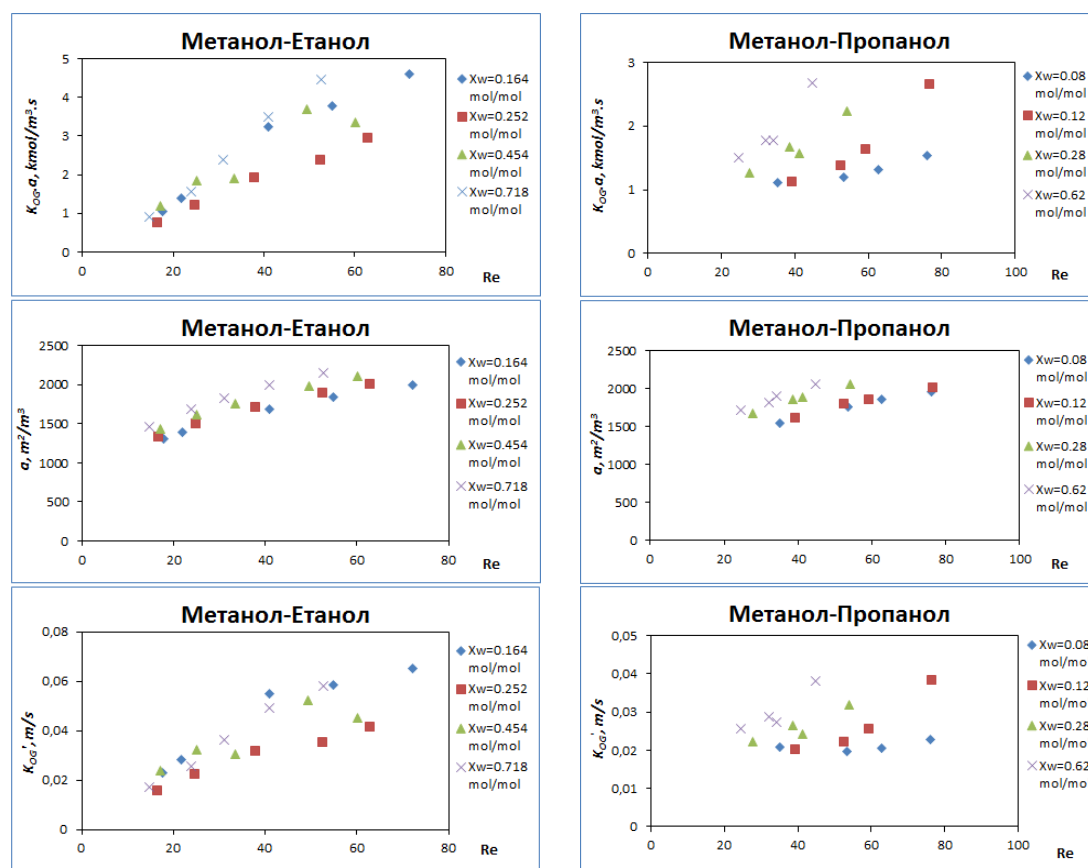 Метанол-Етанол
K_OG.a, kmol/m³.s
5
4
3
2
1
0
0 20 40 60 80
Re
Xw=0.164
mol/mol
Xw=0.252
mol/mol
Xw=0.454
mol/mol
Xw=0.718
mol/mol
Метанол-Пропанол
K_OG.a, kmol/m³.s
3
2
1
0
0 20 40 60 80 100
Re
Xw=0.08
mol/mol
Xw=0.12
mol/mol
Xw=0.28
mol/mol
Xw=0.62
mol/mol
Метанол-Етанол
a, m²/m³
2500
2000
1500
1000
500
0
0 20 40 60 80
Re
Xw=0.164
mol/mol
Xw=0.252
mol/mol
Xw=0.454
mol/mol
Xw=0.718
mol/mol
Метанол-Пропанол
a, m²/m³
2500
2000
1500
1000
500
0
0 20 40 60 80 100
Re
Xw=0.08
mol/mol
Xw=0.12
mol/mol
Xw=0.28
mol/mol
Xw=0.62
mol/mol
Метанол-Етанол
K_OG', m/s
0,08
0,06
0,04
0,02
0
0 20 40 60 80
Re
Xw=0.164
mol/mol
Xw=0.252
mol/mol
Xw=0.454
mol/mol
Xw=0.718
mol/mol
Метанол-Пропанол
K_OG', m/s
0,05
0,04
0,03
0,02
0,01
0
0 20 40 60 80 100
Re
Xw=0.08
mol/mol
Xw=0.12
mol/mol
Xw=0.28
mol/mol
Xw=0.62
mol/mol